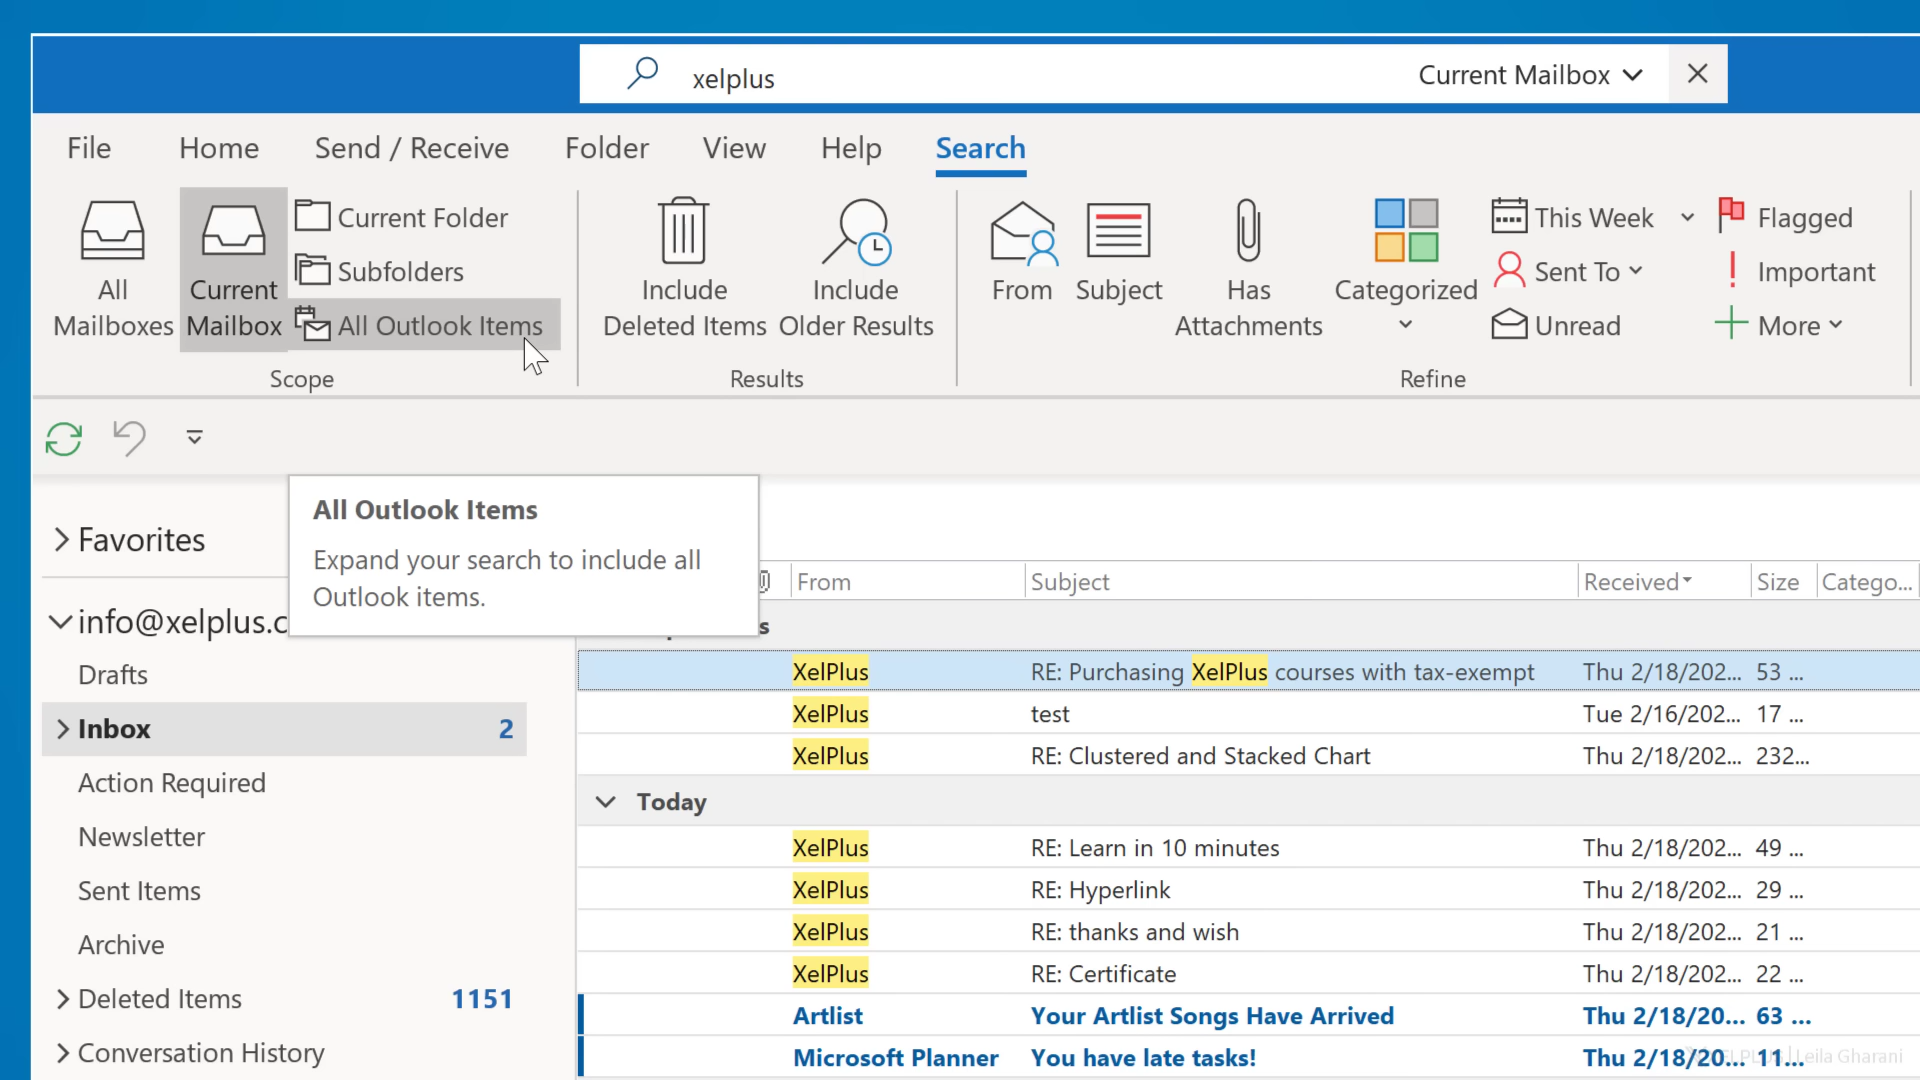 xelplus
Current Mailbox
File Home Send / Receive Folder View Help Search
All Mailboxes
Current Mailbox
Current Folder
Subfolders
All Outlook Items
Scope
Include Deleted Items
Include Older Results
Results
From
Subject
Has Attachments
Categorized
This Week
Sent To
Unread
Flagged
Important
More
Refine
All Outlook Items
Expand your search to include all
Outlook items.
Favorites
info@xelplus.c
Drafts
Inbox 2
Action Required
Newsletter
Sent Items
Archive
Deleted Items 1151
Conversation History
From Subject Received Size Catego...
s
XelPlus RE: Purchasing XelPlus courses with tax-exempt Thu 2/18/202... 53 ...
XelPlus test Tue 2/16/202... 17 ...
XelPlus RE: Clustered and Stacked Chart Thu 2/18/202... 232...
Today
XelPlus RE: Learn in 10 minutes Thu 2/18/202... 49 ...
XelPlus RE: Hyperlink Thu 2/18/202... 29 ...
XelPlus RE: thanks and wish Thu 2/18/202... 21 ...
XelPlus RE: Certificate Thu 2/18/202... 22 ...
Artlist Your Artlist Songs Have Arrived Thu 2/18/20... 63 ...
Microsoft Planner You have late tasks! Thu 2/18/20... 11...
Leila Gharani